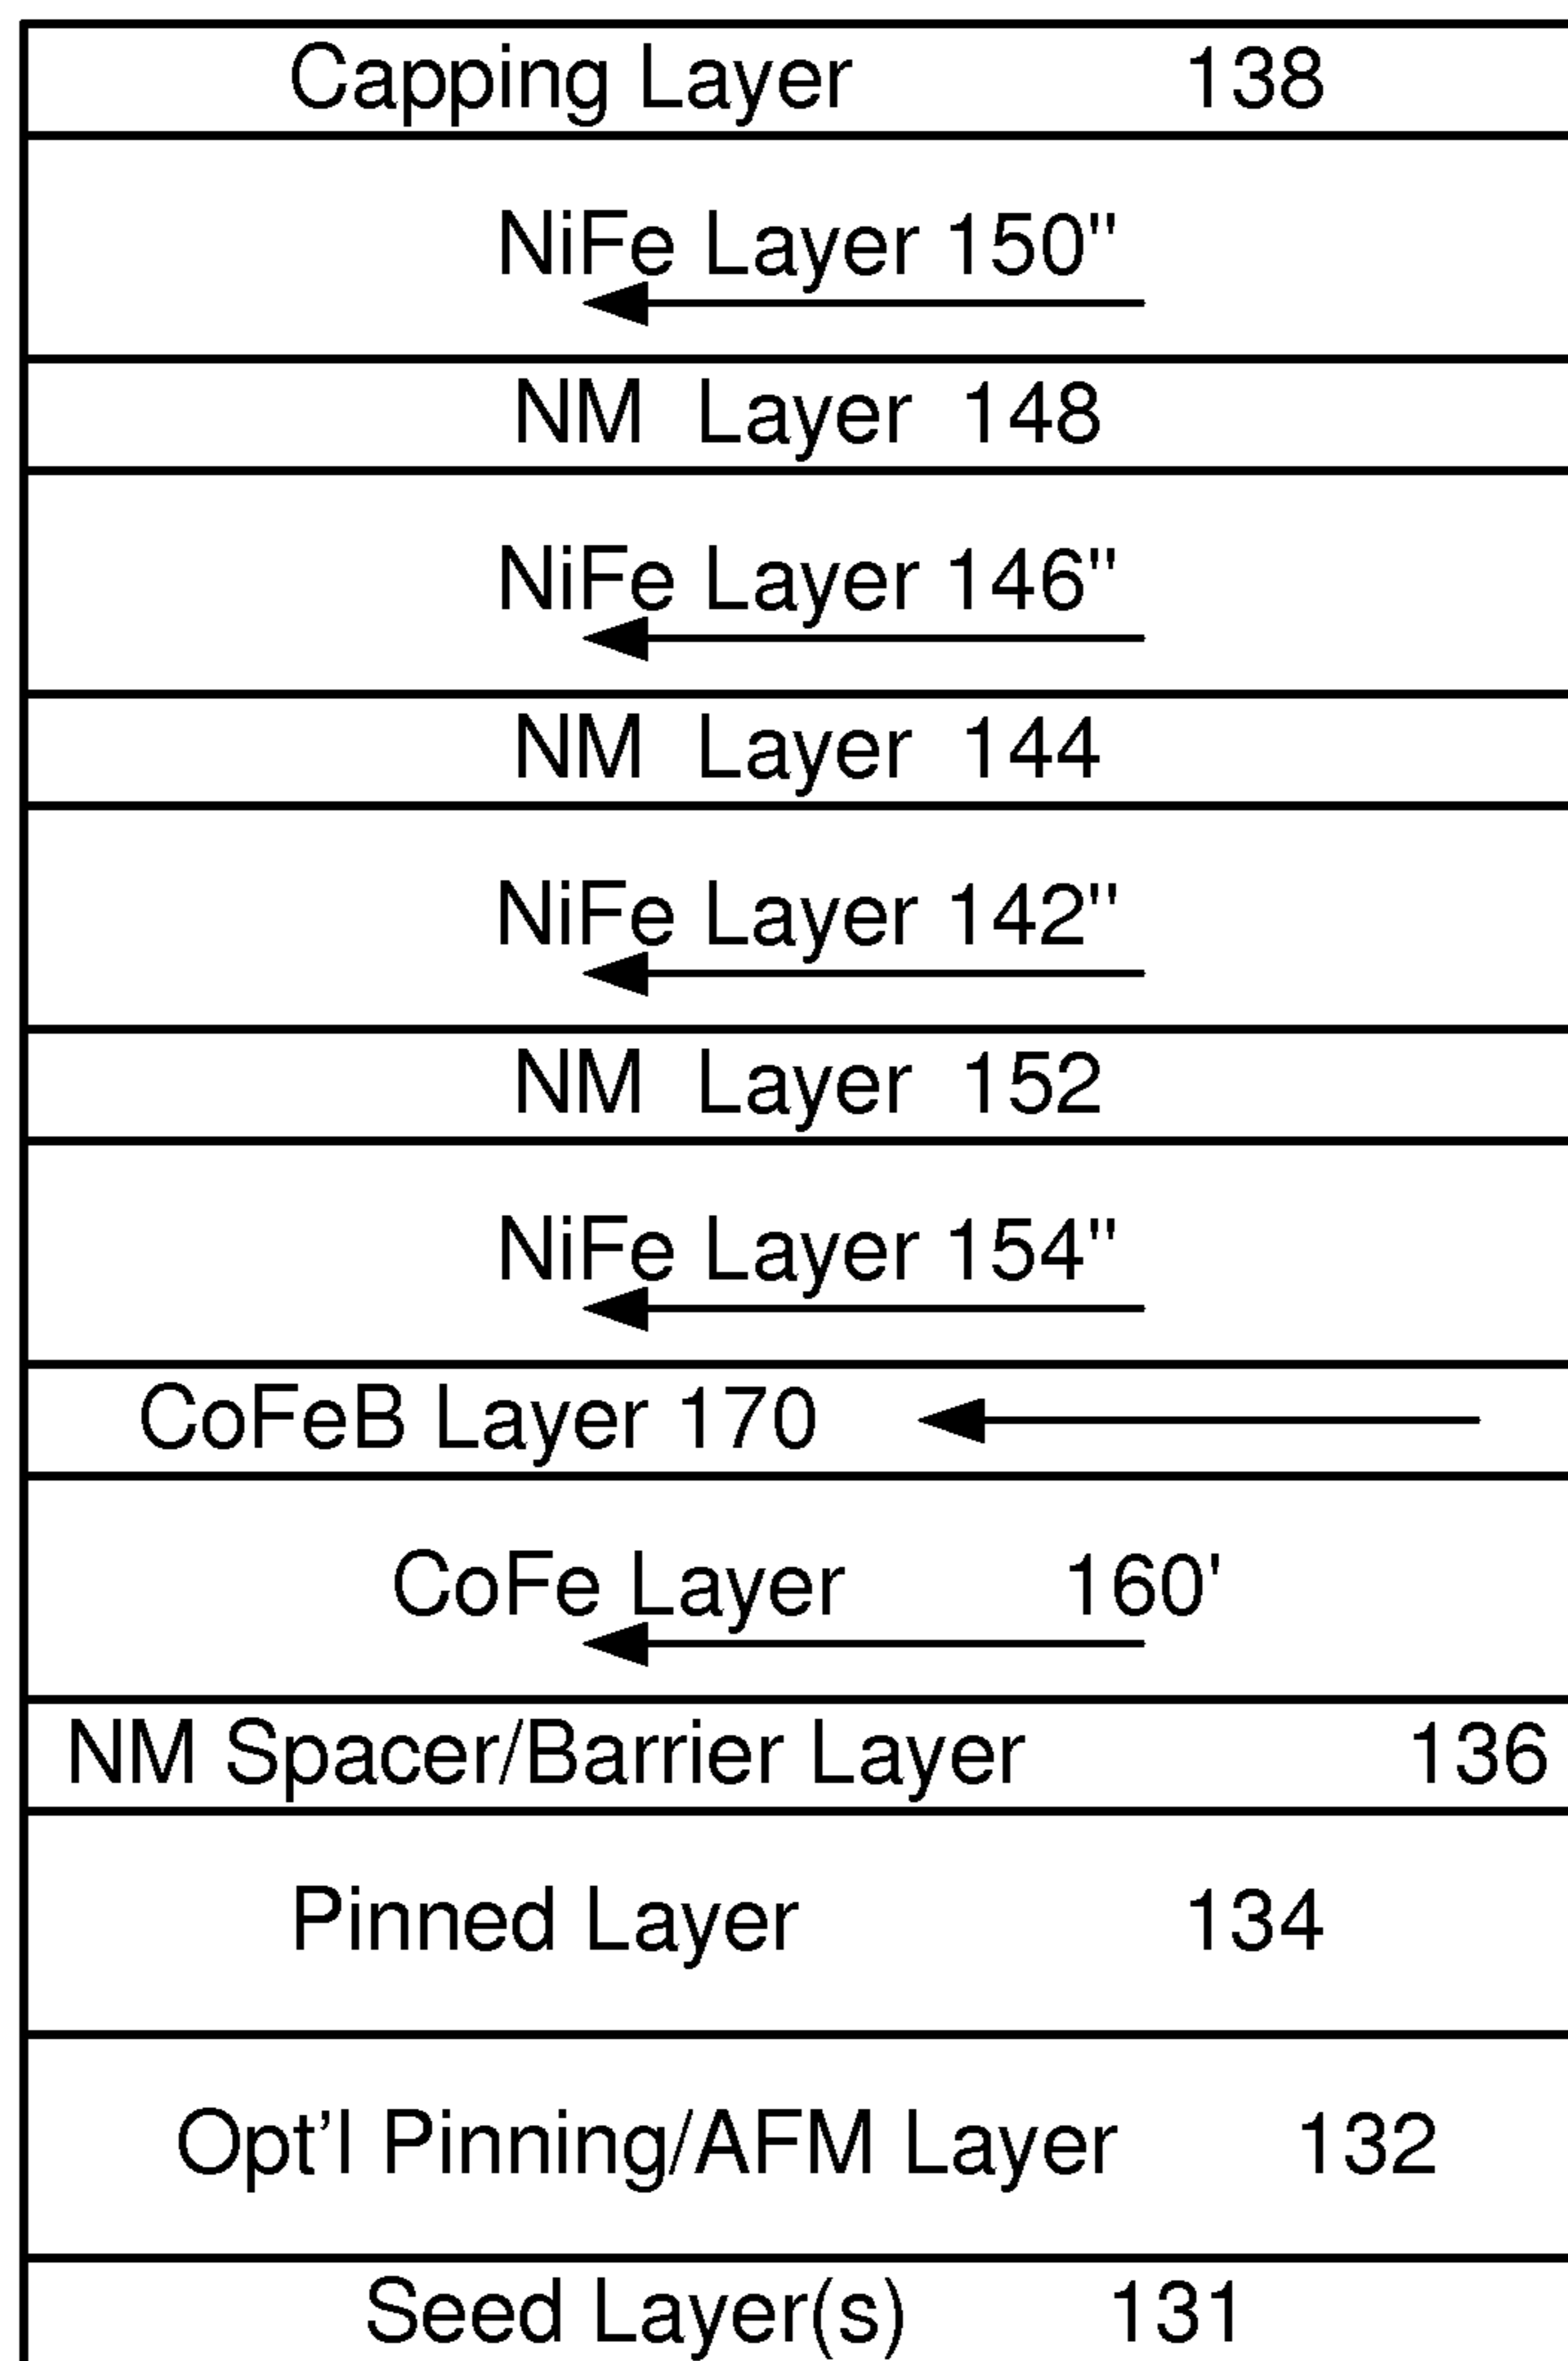 Capping Layer 138
NiFe Layer 150"
NM Layer 148
NiFe Layer 146"
NM Layer 144
NiFe Layer 142"
NM Layer 152
NiFe Layer 154"
CoFeB Layer 170
CoFe Layer 160'
NM Spacer/Barrier Layer 136
Pinned Layer 134
Opt'l Pinning/AFM Layer 132
Seed Layer(s) 131